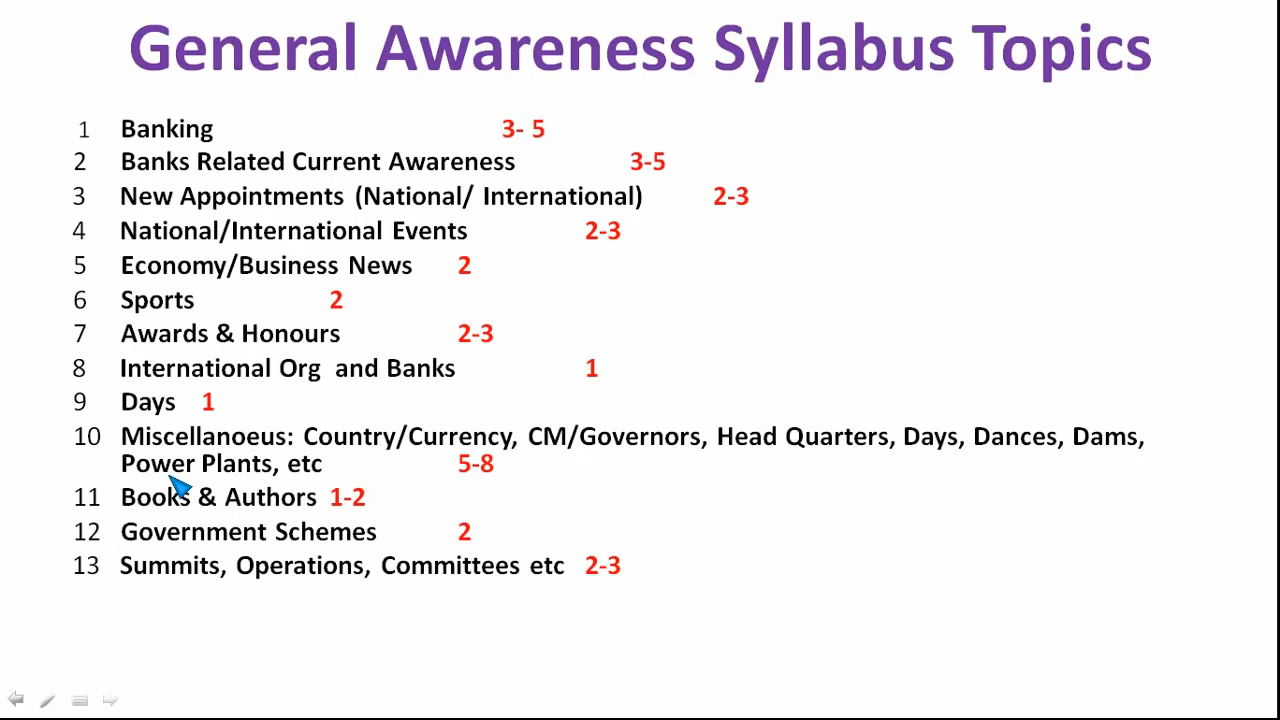 General Awareness Syllabus Topics
1 Banking 3- 5
2 Banks Related Current Awareness 3-5
3 New Appointments (National/ International) 2-3
4 National/International Events 2-3
5 Economy/Business News 2
6 Sports 2
7 Awards & Honours 2-3
8 International Org and Banks 1
9 Days 1
10 Miscellanoeus: Country/Currency, CM/Governors, Head Quarters, Days, Dances, Dams,
Power Plants, etc 5-8
11 Books & Authors 1-2
12 Government Schemes 2
13 Summits, Operations, Committees etc 2-3